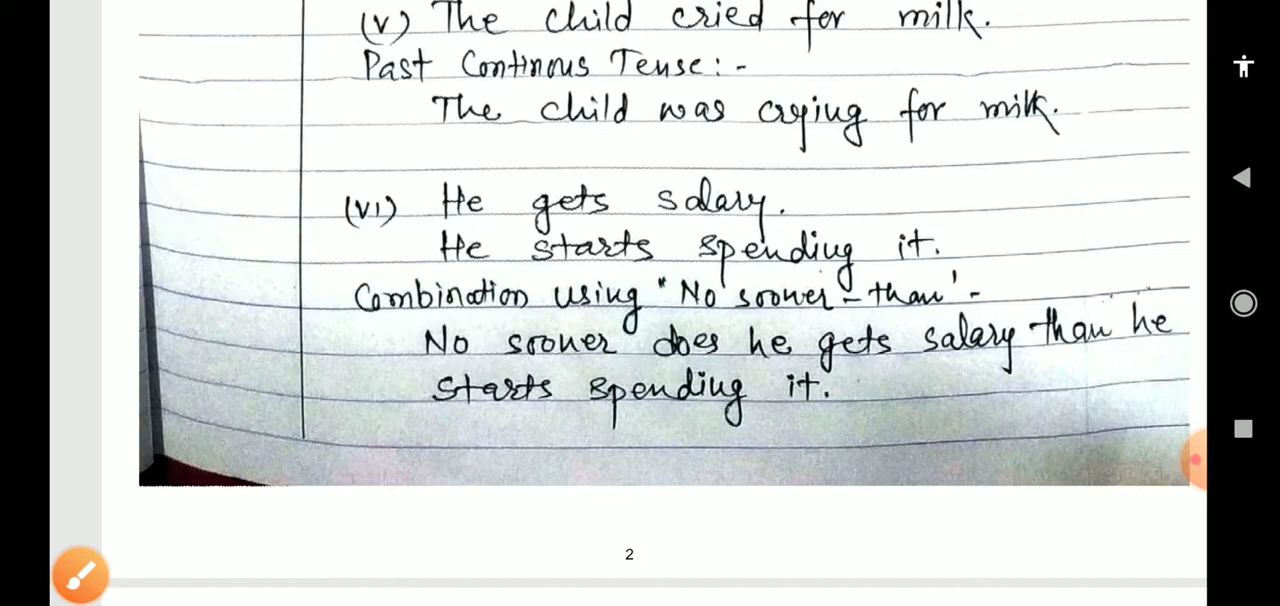 (v) The child cried for milk.
Past Continous Tense:-
The child was crying for milk.
(vi) He gets salary.
He starts spending it.
Combination using "No sooner - than'-
No sooner does he gets salary than he
starts spending it.
2